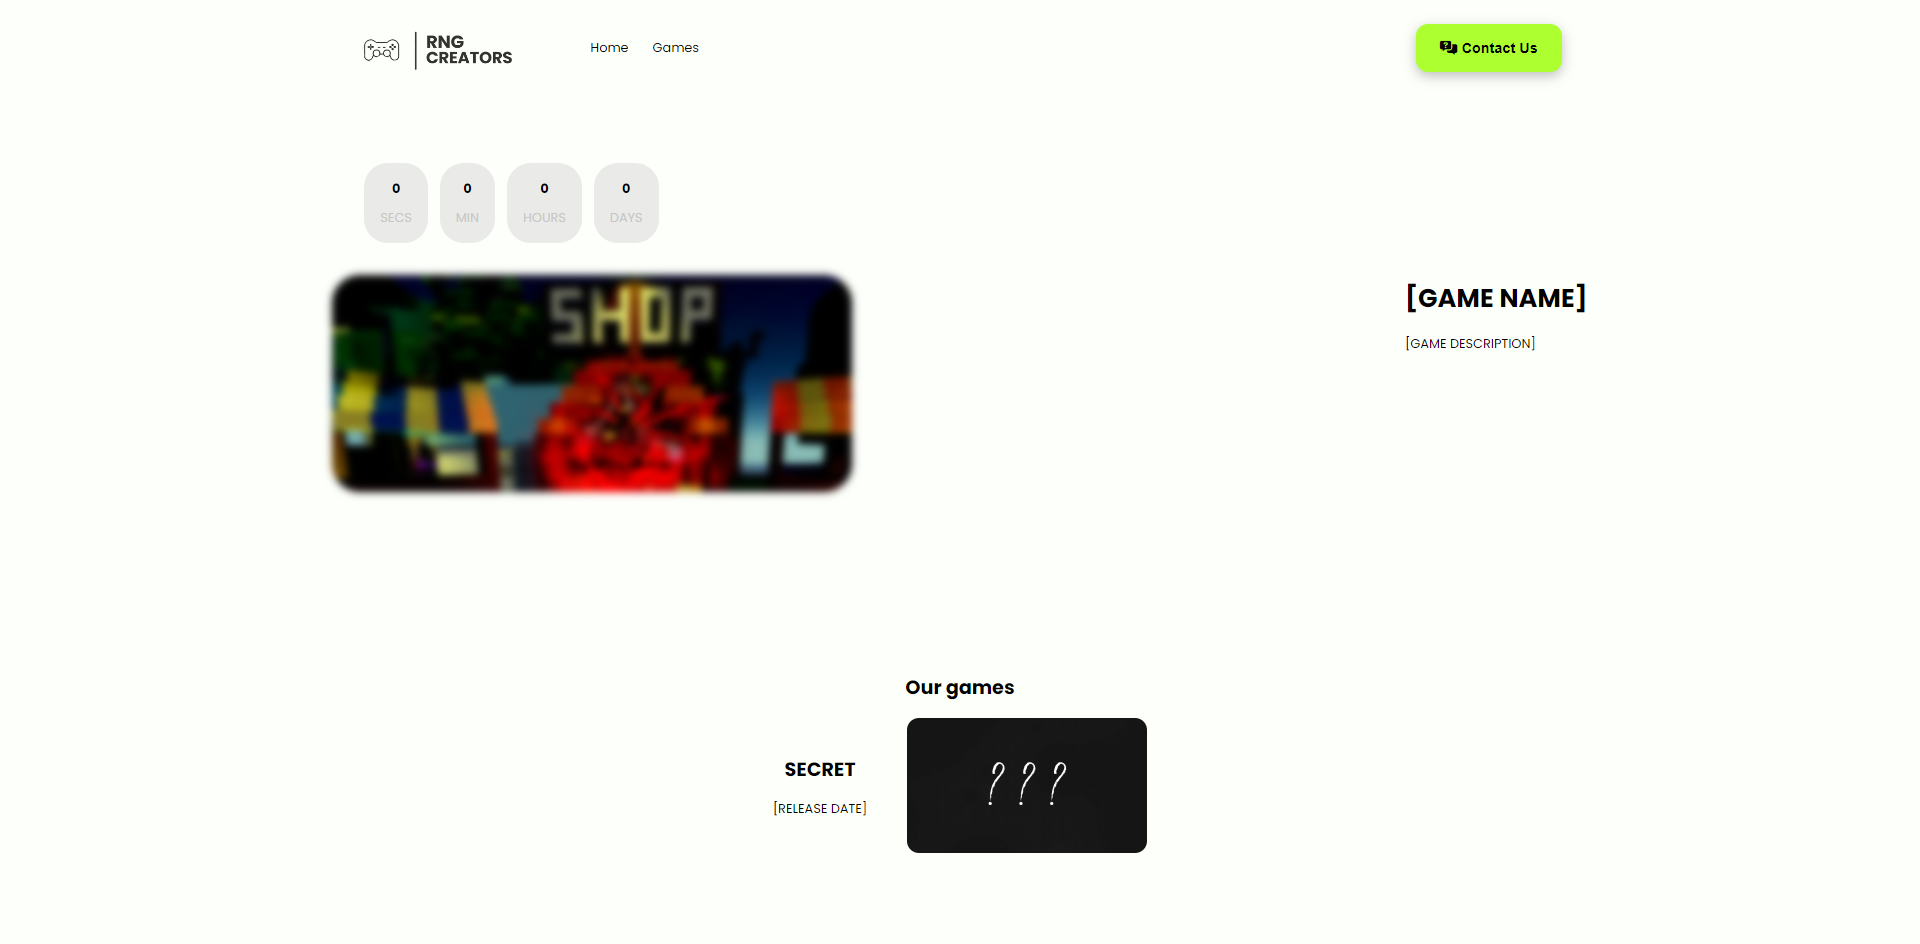 RNG
CREATORS
Home
Games
Contact Us
0
SECS
0
MIN
0
HOURS
0
DAYS
SHOP
[GAME NAME]
[GAME DESCRIPTION]
Our games
SECRET
[RELEASE DATE]
? ? ?